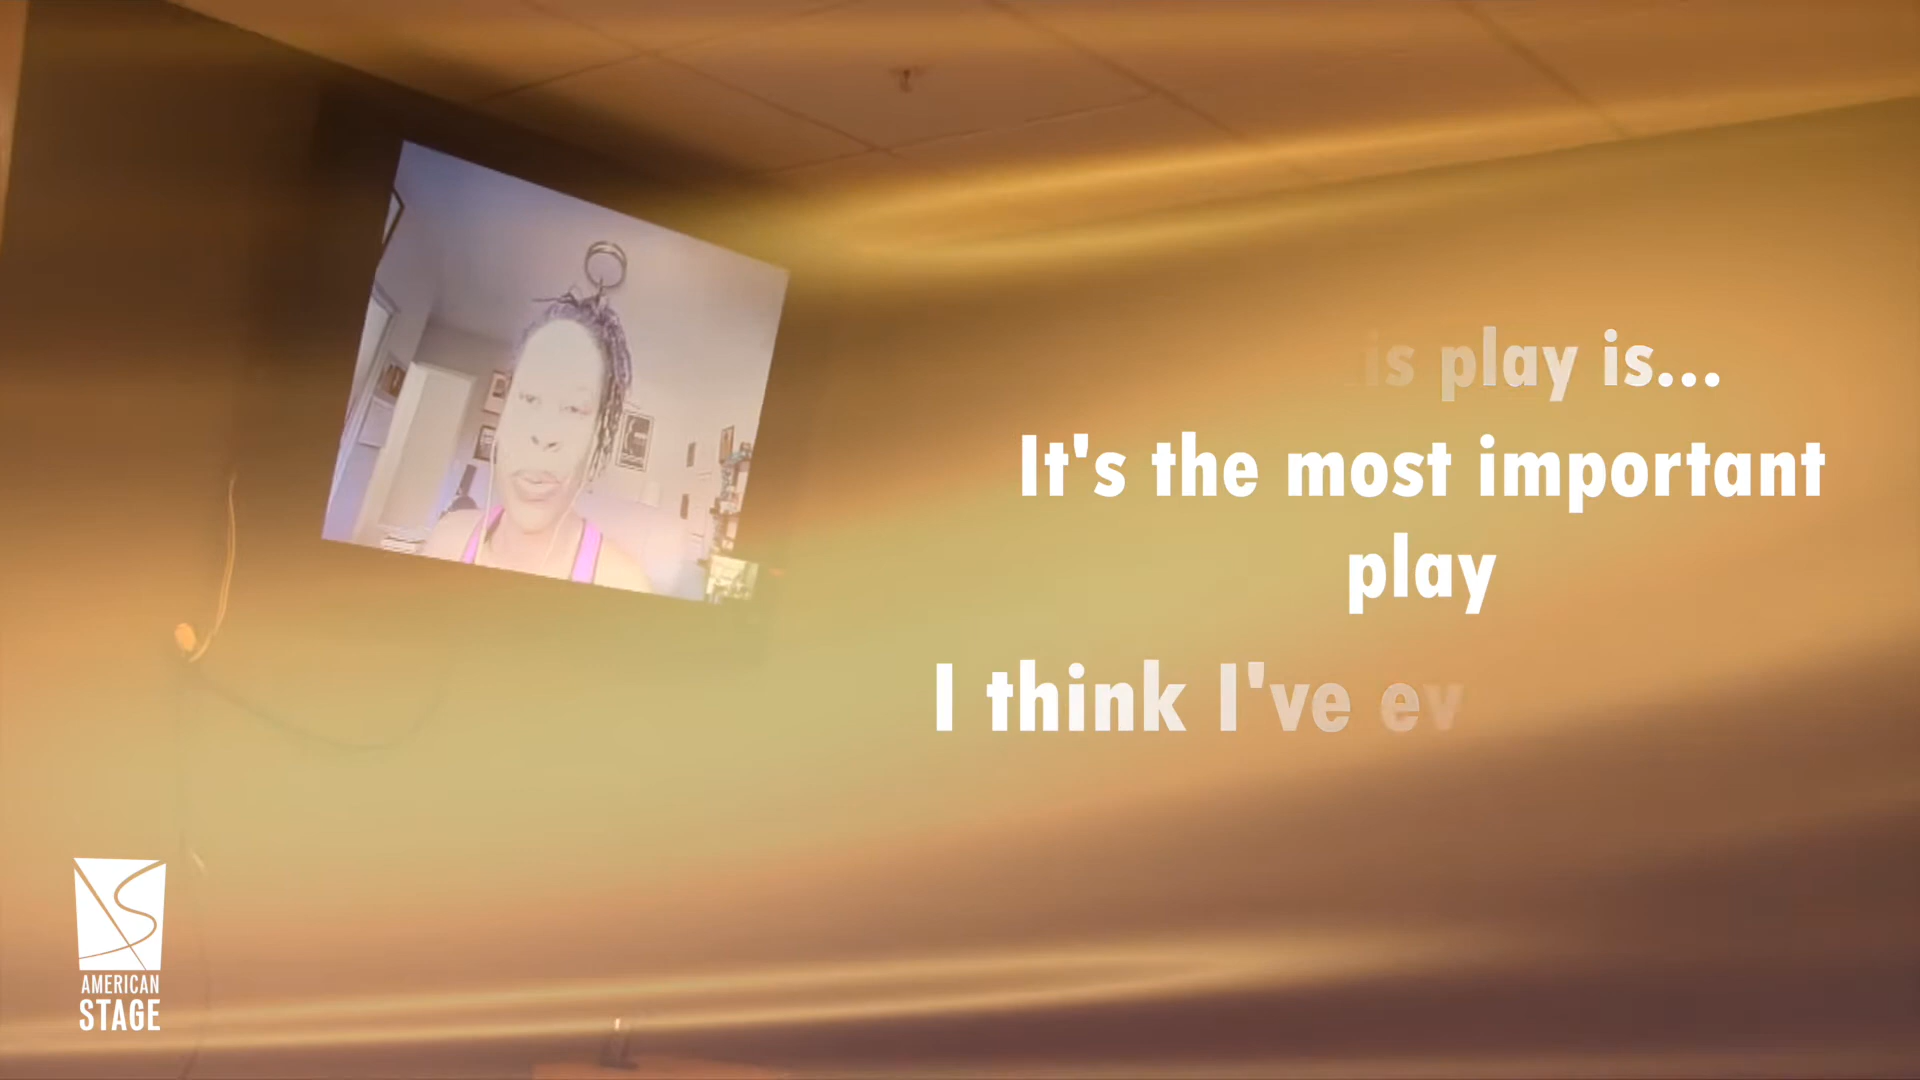 is play is...
It's the most important
play
I think I've ev
AMERICAN
STAGE